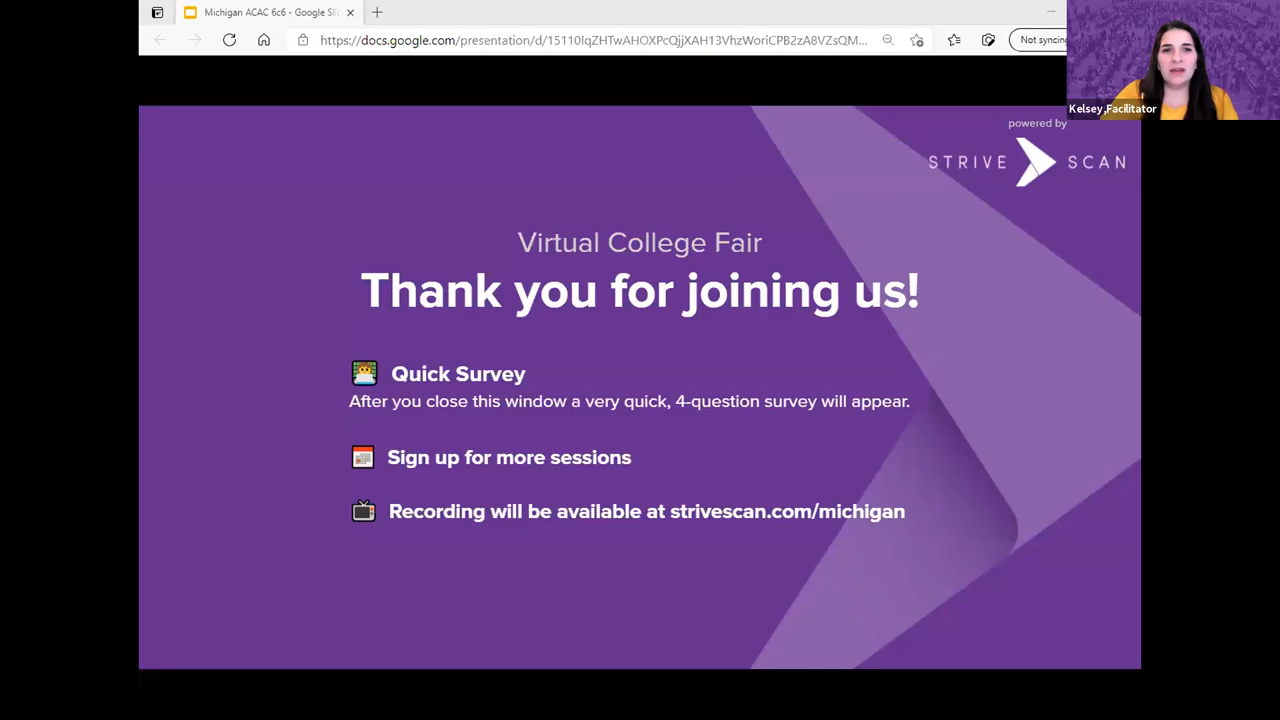 Michigan ACAC 6c6 - Google Sli
https://docs.google.com/presentation/d/15110IqZHTwAHOXPcQjjXAH13VhzWoriCPB2zA8VZsQM...
Not syncing
Kelsey,Facilitator
powered by
STRIVE SCAN
Virtual College Fair
Thank you for joining us!
Quick Survey
After you close this window a very quick, 4-question survey will appear.
Sign up for more sessions
Recording will be available at strivescan.com/michigan